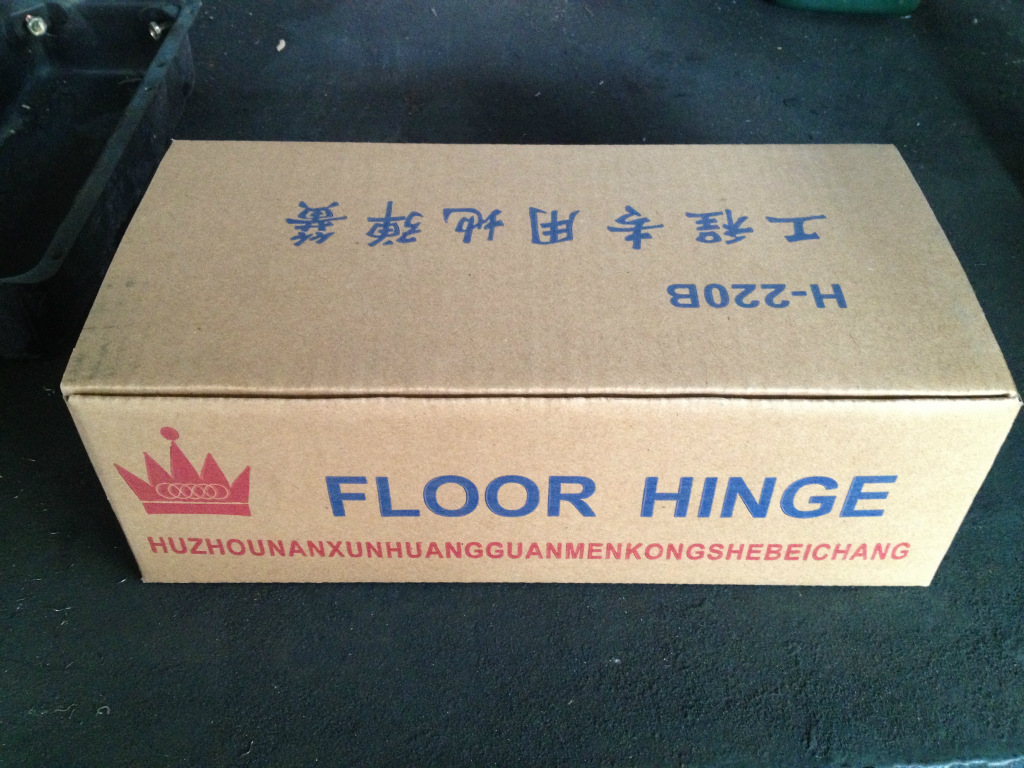 工程专用地弹簧
H-220B
FLOOR HINGE
HUZHOUNANXUNHUANGGUANMENKONGSHEBEICHANG